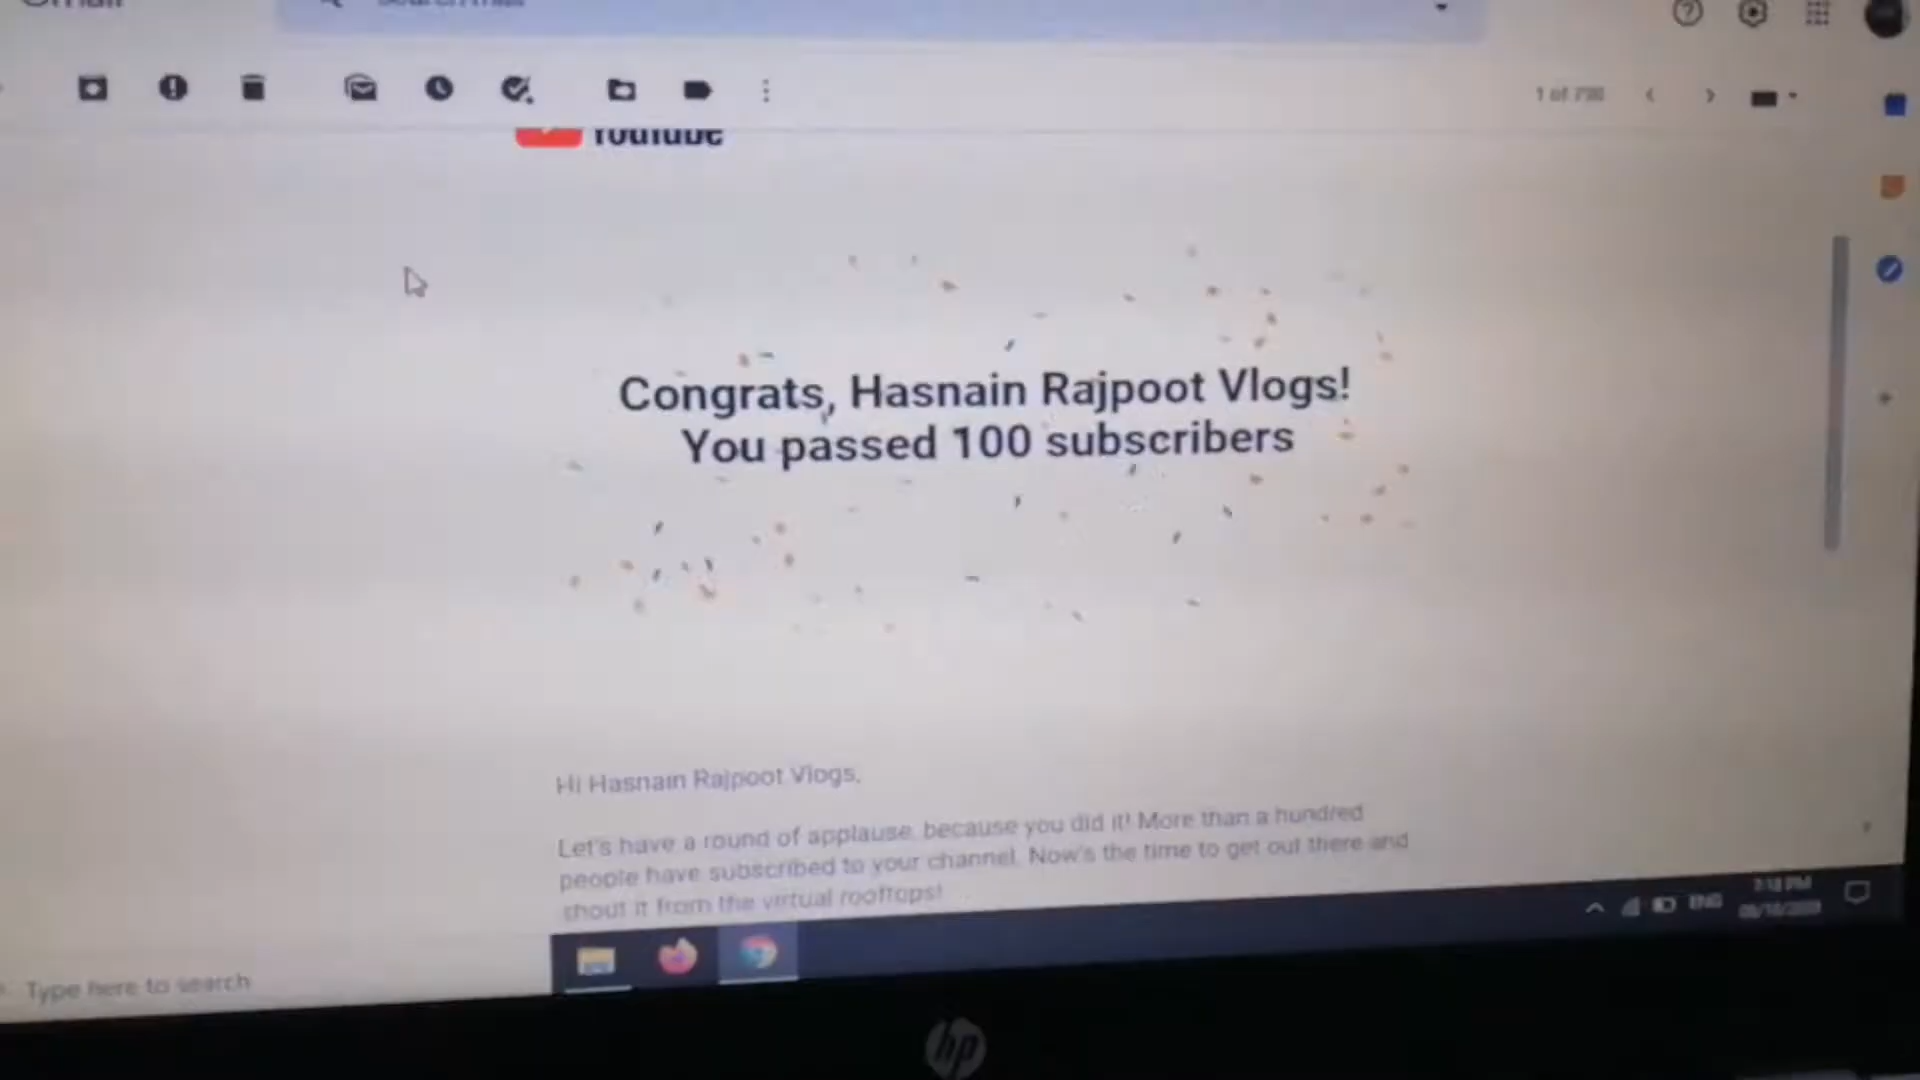 YouTube
Congrats, Hasnain Rajpoot Vlogs!
You passed 100 subscribers
Hi Hasnain Rajpoot Vlogs,
Let's have a round of applause, because you did it! More than a hundred
people have subscribed to your channel. Now's the time to get out there and
shout it from the virtual rooftops!
ENG
Type here to search
hp